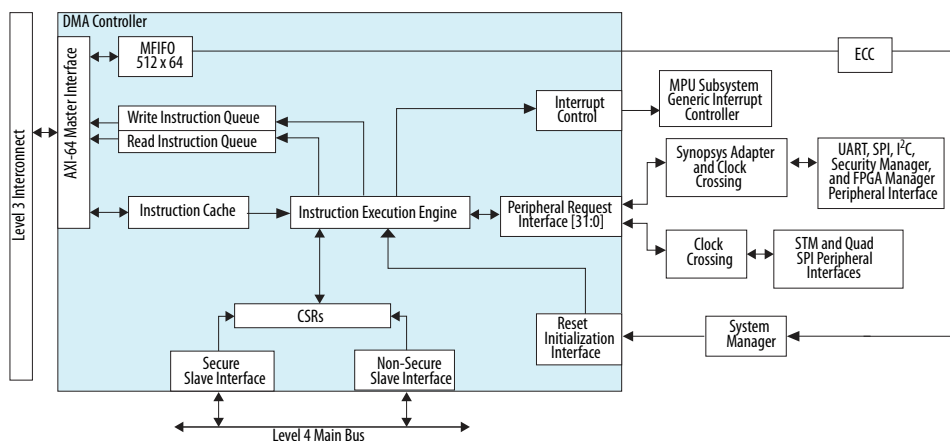 DMA Controller
MFIFO
512 x 64
ECC
Level 3 Interconnect
AXI-64 Master Interface
Write Instruction Queue
Read Instruction Queue
Interrupt
Control
MPU Subsystem
Generic Interrupt
Controller
Synopsys Adapter
and Clock
Crossing
UART, SPI, I²C,
Security Manager,
and FPGA Manager
Peripheral Interface
Instruction Cache
Instruction Execution Engine
Peripheral Request
Interface [31:0]
Clock
Crossing
STM and Quad
SPI Peripheral
Interfaces
CSRs
Reset
Initialization
Interface
System
Manager
Secure
Slave Interface
Non-Secure
Slave Interface
Level 4 Main Bus